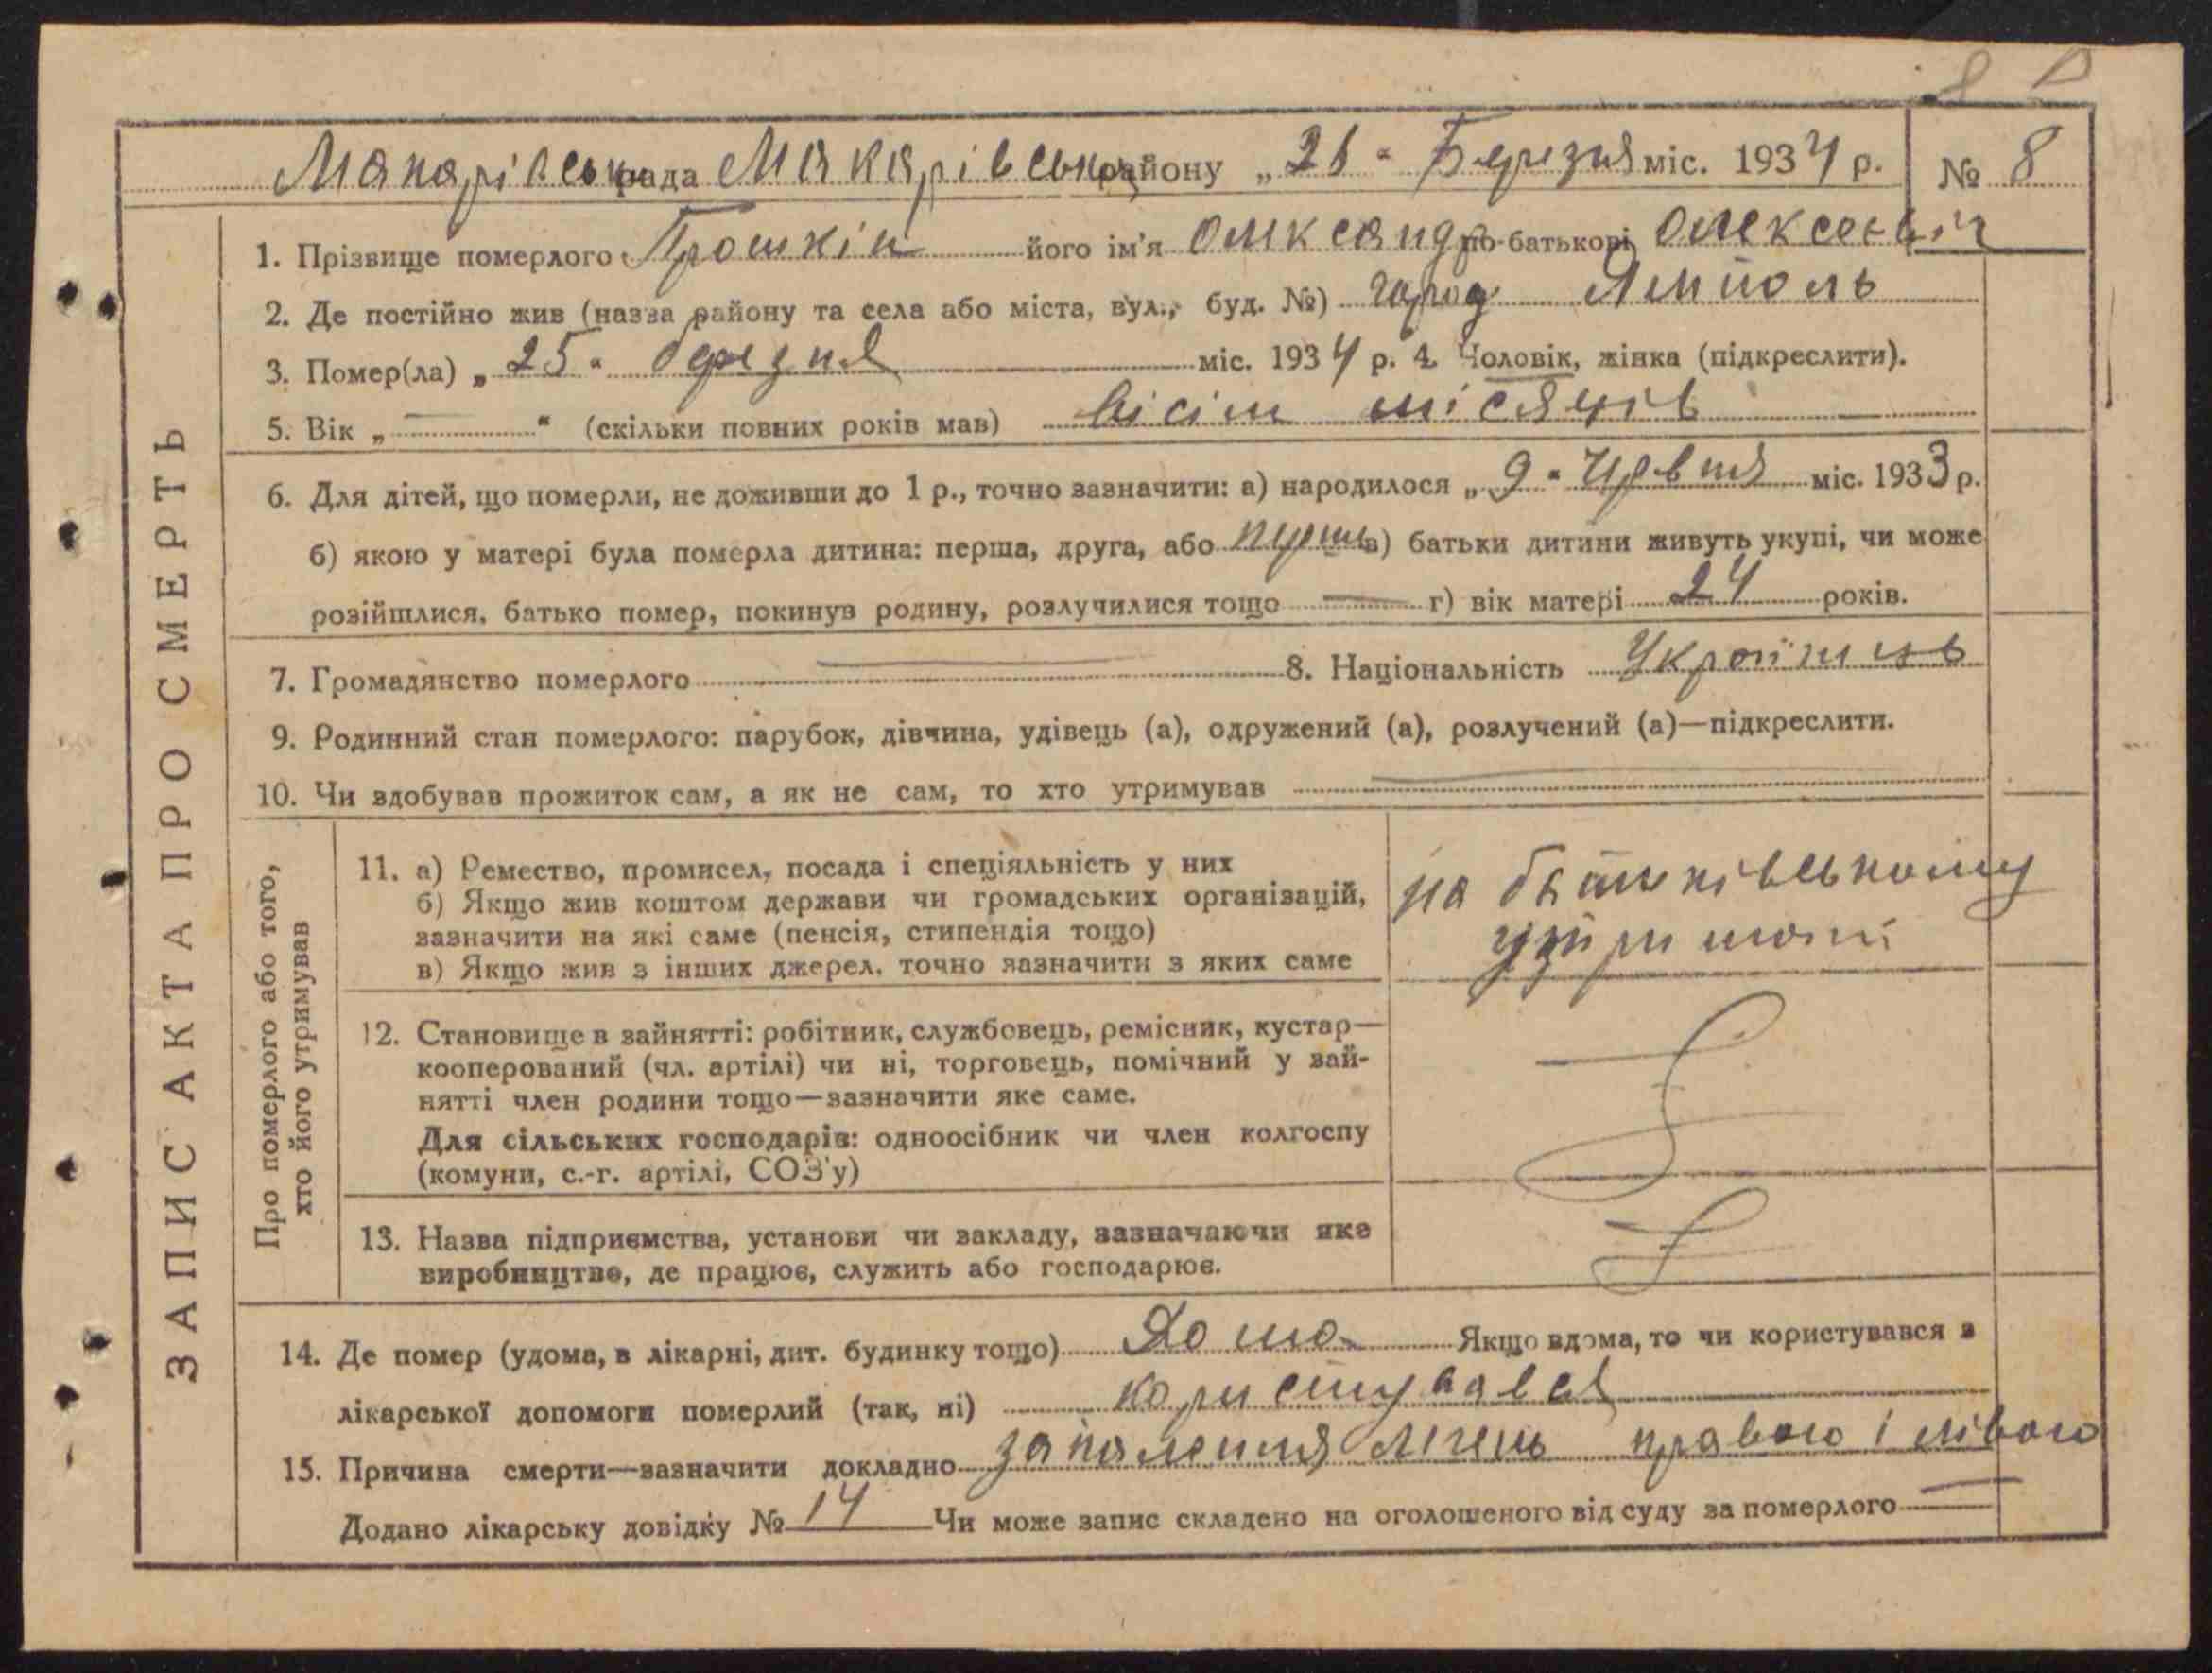 Макарівська рада Макарівського району „ 28 " Березня міс. 1934 р. № 8
ЗАПИС АКТА ПРО СМЕРТЬ
1. Прізвище померлого Трошкін його ім'я Олександр по батькові Олексеєвіч
2. Де постійно жив (назва району та села або міста, вул., буд. №) город Ямполь
3. Помер(ла) „ 25 " березня міс. 1934 р. 4. Чоловік, жінка (підкреслити).
5. Вік „ — " (скільки повних років мав) вісім місяців
6. Для дітей, що померли, не доживши до 1 р., точно зазначити: а) народилося „ 9 " Червня міс. 1933 р.
б) якою у матері була померла дитина: перша, друга, або перша в) батьки дитини живуть укупі, чи може
розійшлися, батько помер, покинув родину, розлучилися тощо — г) вік матері 24 років.
7. Громадянство померлого — 8. Національність Українець
9. Родинний стан померлого: парубок, дівчина, удівець (а), одружений (а), розлучений (а)—підкреслити.
10. Чи здобував прожиток сам, а як не сам, то хто утримував —
Про померлого або того,
хто його утримував
11. а) Ремество, промисел, посада і спеціяльність у них
б) Якщо жив коштом держави чи громадських організацій,
зазначити на які саме (пенсія, стипендія тощо)
в) Якщо жив з інших джерел, точно зазначити з яких саме
на батьківському
утриманні
12. Становище в зайнятті: робітник, службовець, ремісник, кустар—
кооперований (чл. артілі) чи ні, торговець, помічний у зай-
нятті член родини тощо—зазначити яке саме.
Для сільських господарів: одноосібник чи член колгоспу
(комуни, с.-г. артілі, СОЗ'у)
13. Назва підприємства, установи чи закладу, зазначаючи яке
виробництво, де працює, служить або господарює.
14. Де помер (удома, в лікарні, дит. будинку тощо) Дома Якщо вдома, то чи користувався з
лікарської допомоги померлий (так, ні) користувався
15. Причина смерти—зазначити докладно запалення легень правого і лівого
Додано лікарську довідку № 14 Чи може запис складено на оголошеного від суду за померлого —